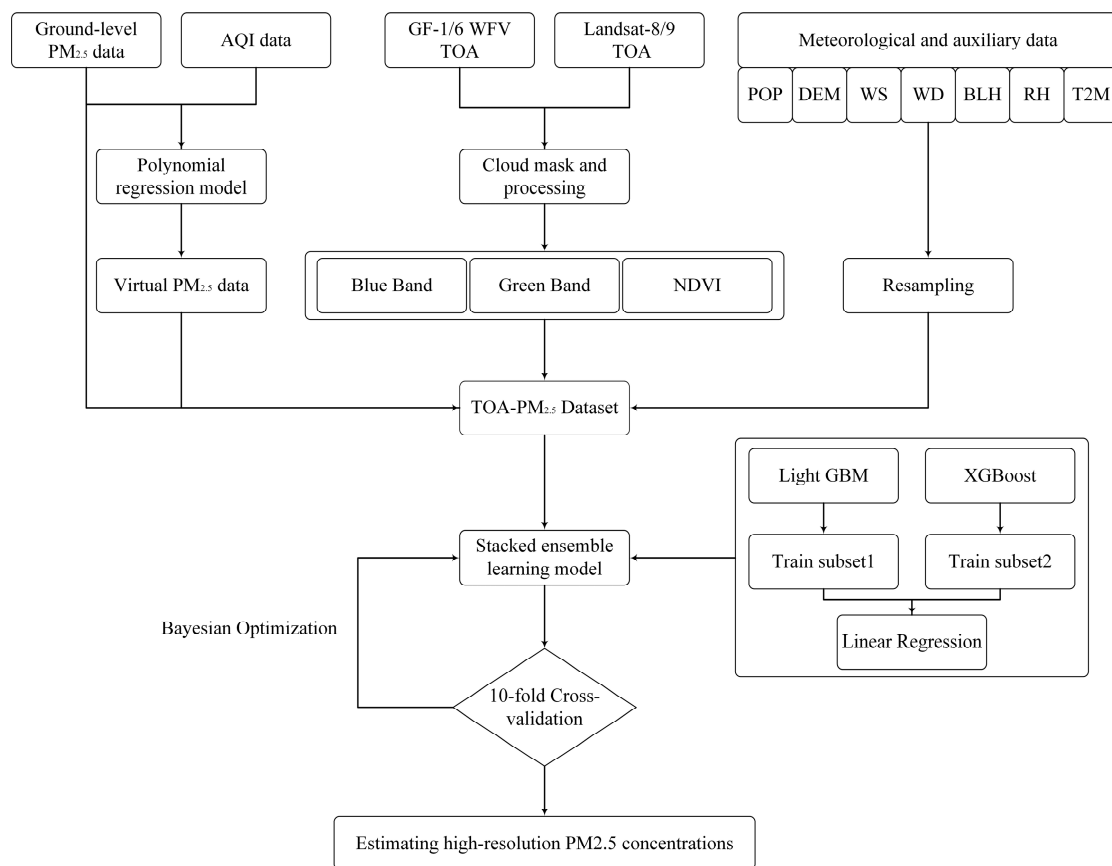 Ground-level
PM2.5 data
AQI data
GF-1/6 WFV
TOA
Landsat-8/9
TOA
Meteorological and auxiliary data
POP
DEM
WS
WD
BLH
RH
T2M
Polynomial
regression model
Cloud mask and
processing
Virtual PM2.5 data
Blue Band
Green Band
NDVI
Resampling
TOA-PM2.5 Dataset
Light GBM
XGBoost
Stacked ensemble
learning model
Train subset1
Train subset2
Bayesian Optimization
Linear Regression
10-fold Cross-
validation
Estimating high-resolution PM2.5 concentrations